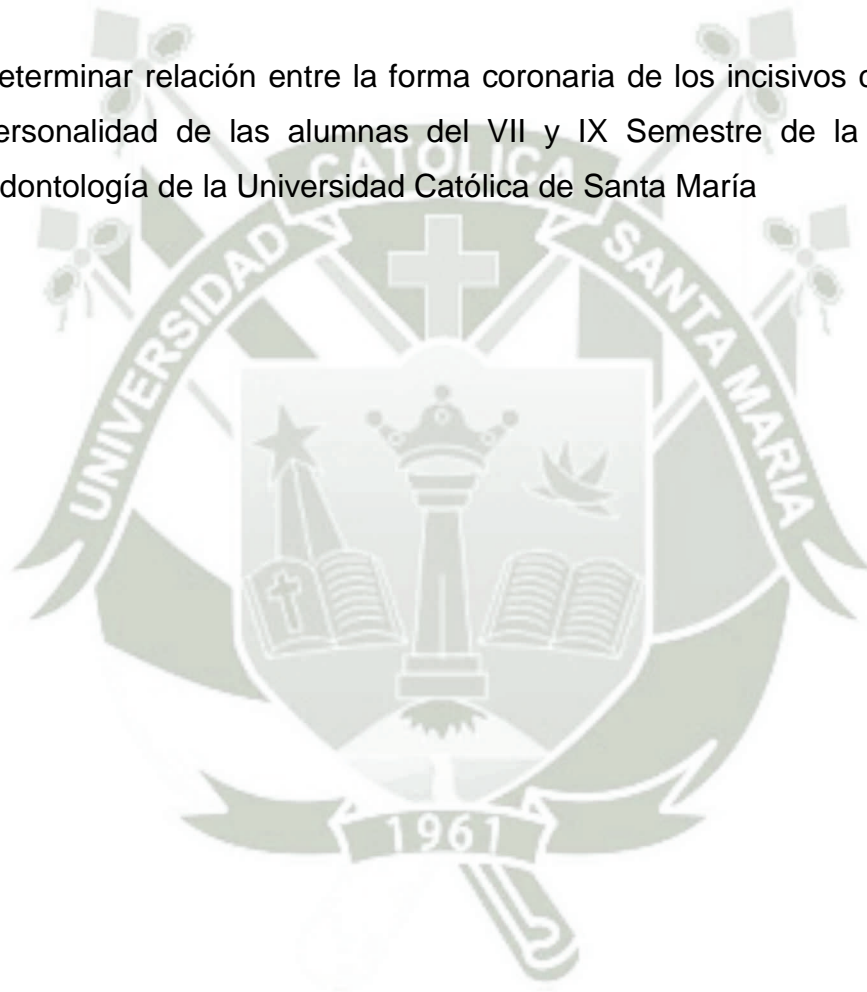 eterminar relación entre la forma coronaria de los incisivos
ersonalidad de las alumnas del VII y IX Semestre de la
dontología de la Universidad Católica de Santa María
UNIVERSIDAD CATOLICA SANTA MARIA
1961